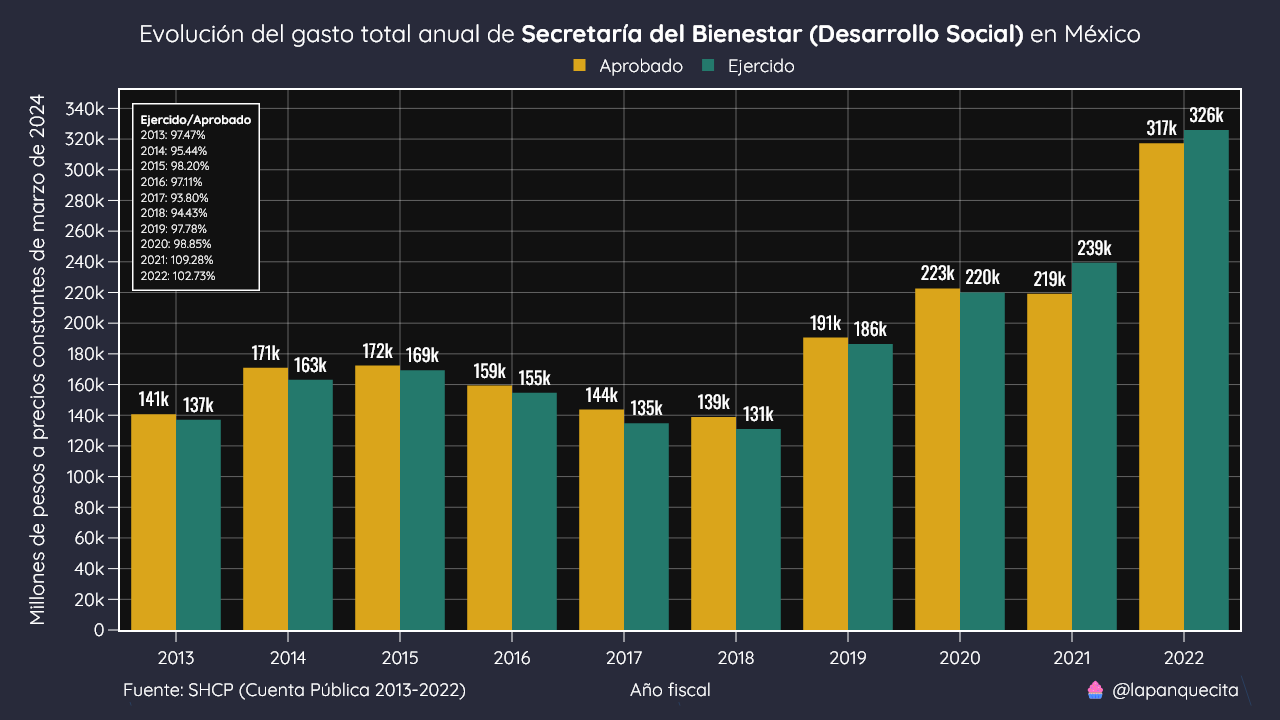 Evolución del gasto total anual de Secretaría del Bienestar (Desarrollo Social) en México
Aprobado Ejercido
Millones de pesos a precios constantes de marzo de 2024
340k
320k
300k
280k
260k
240k
220k
200k
180k
160k
140k
120k
100k
80k
60k
40k
20k
0
Ejercido/Aprobado
2013: 97.47%
2014: 95.44%
2015: 98.20%
2016: 97.11%
2017: 93.80%
2018: 94.43%
2019: 97.78%
2020: 98.85%
2021: 109.28%
2022: 102.73%
141k 137k
171k 163k
172k 169k
159k 155k
144k 135k
139k 131k
191k 186k
223k 220k
219k 239k
317k 326k
2013 2014 2015 2016 2017 2018 2019 2020 2021 2022
Fuente: SHCP (Cuenta Pública 2013-2022) Año fiscal 🧁 @lapanquecita